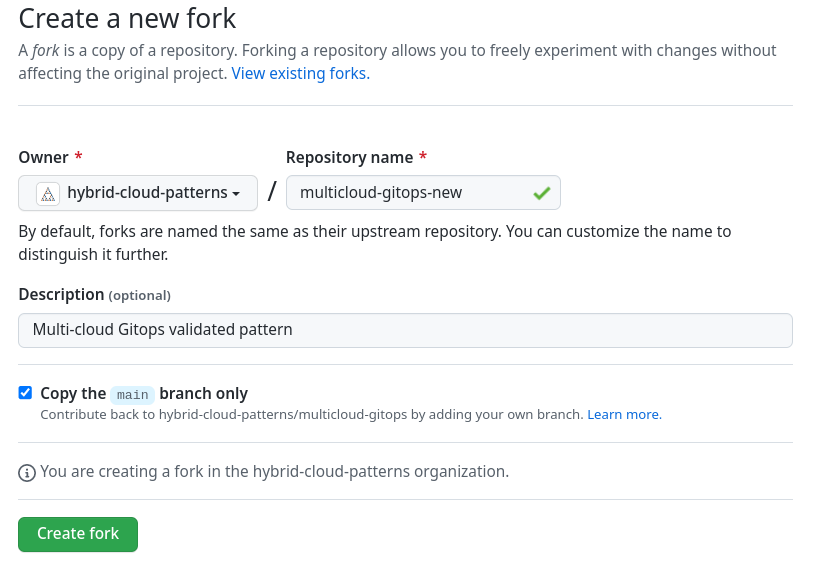 Create a new fork
A fork is a copy of a repository. Forking a repository allows you to freely experiment with changes without
affecting the original project. View existing forks.
Owner * Repository name *
hybrid-cloud-patterns / multicloud-gitops-new
By default, forks are named the same as their upstream repository. You can customize the name to
distinguish it further.
Description (optional)
Multi-cloud Gitops validated pattern
Copy the main branch only
Contribute back to hybrid-cloud-patterns/multicloud-gitops by adding your own branch. Learn more.
You are creating a fork in the hybrid-cloud-patterns organization.
Create fork